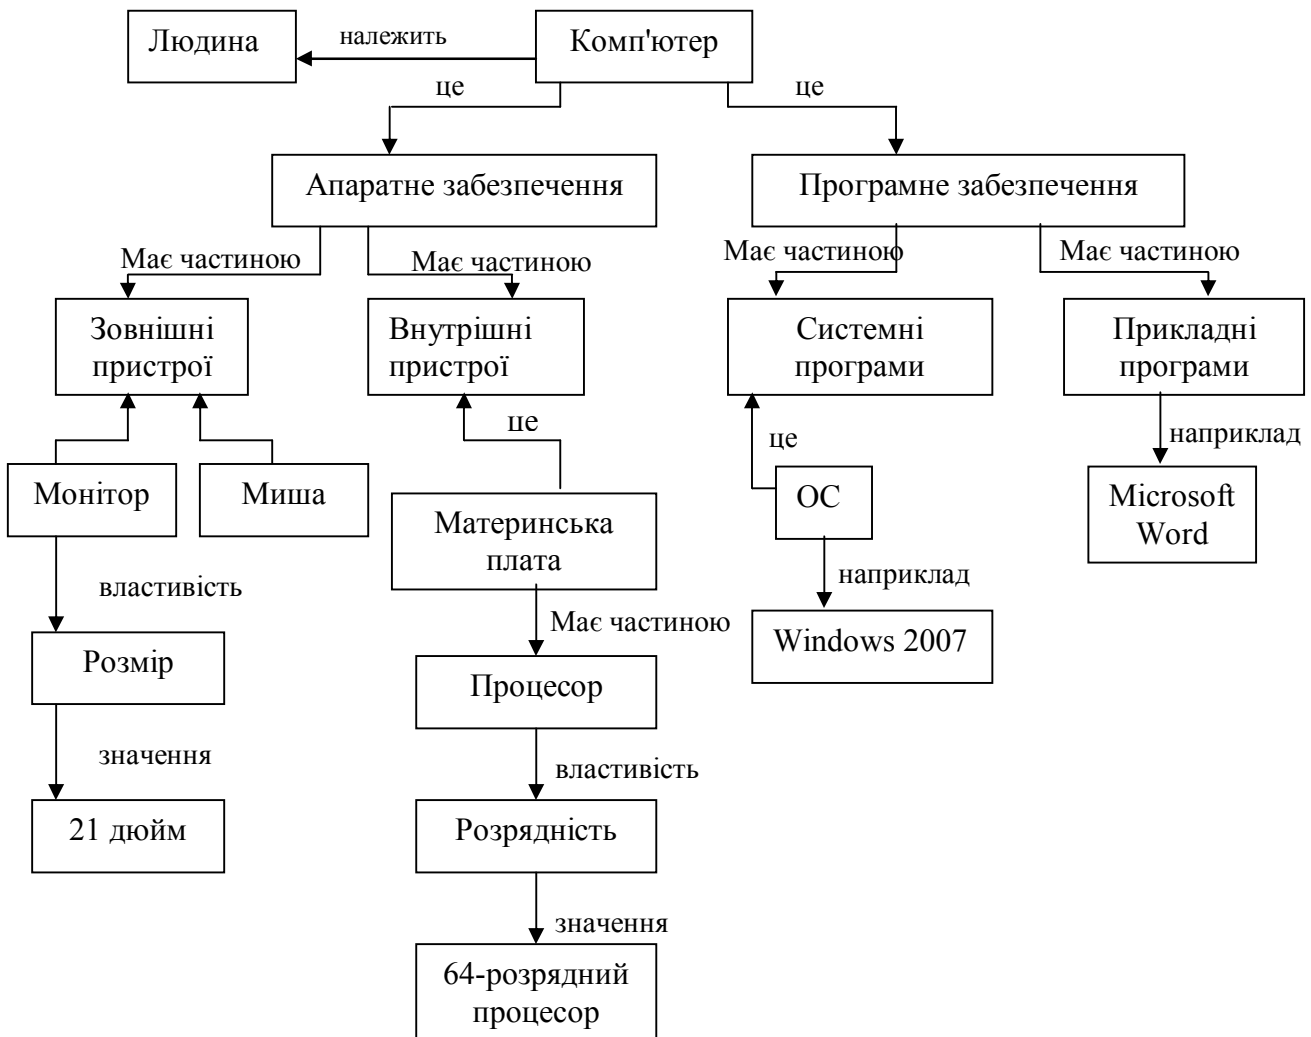 Людина
належить
Комп'ютер
це
це
Апаратне забезпечення
Програмне забезпечення
Має частиною
Має частиною
Має частиною
Має частиною
Зовнішні
пристрої
Внутрішні
пристрої
Системні
програми
Прикладні
програми
це
це
наприклад
Монітор
Миша
Материнська
плата
ОС
Microsoft
Word
властивість
наприклад
Має частиною
Розмір
Процесор
Windows 2007
значення
властивість
21 дюйм
Розрядність
значення
64-розрядний
процесор